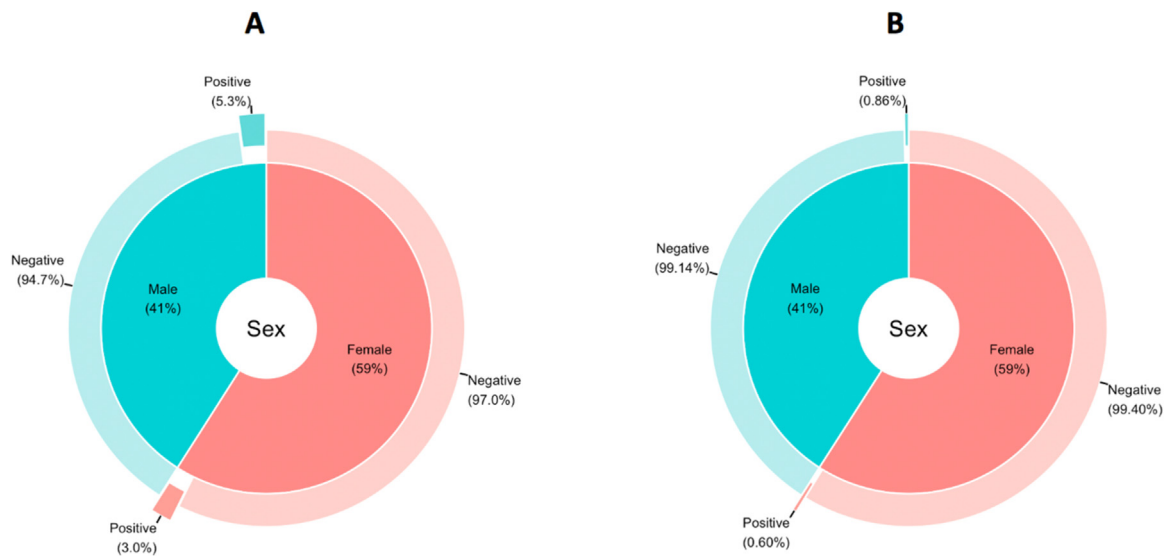 A
Positive
(5.3%)
Negative
(94.7%)
Male
(41%)
Sex
Female
(59%)
Negative
(97.0%)
Positive
(3.0%)
B
Positive
(0.86%)
Negative
(99.14%)
Male
(41%)
Sex
Female
(59%)
Negative
(99.40%)
Positive
(0.60%)